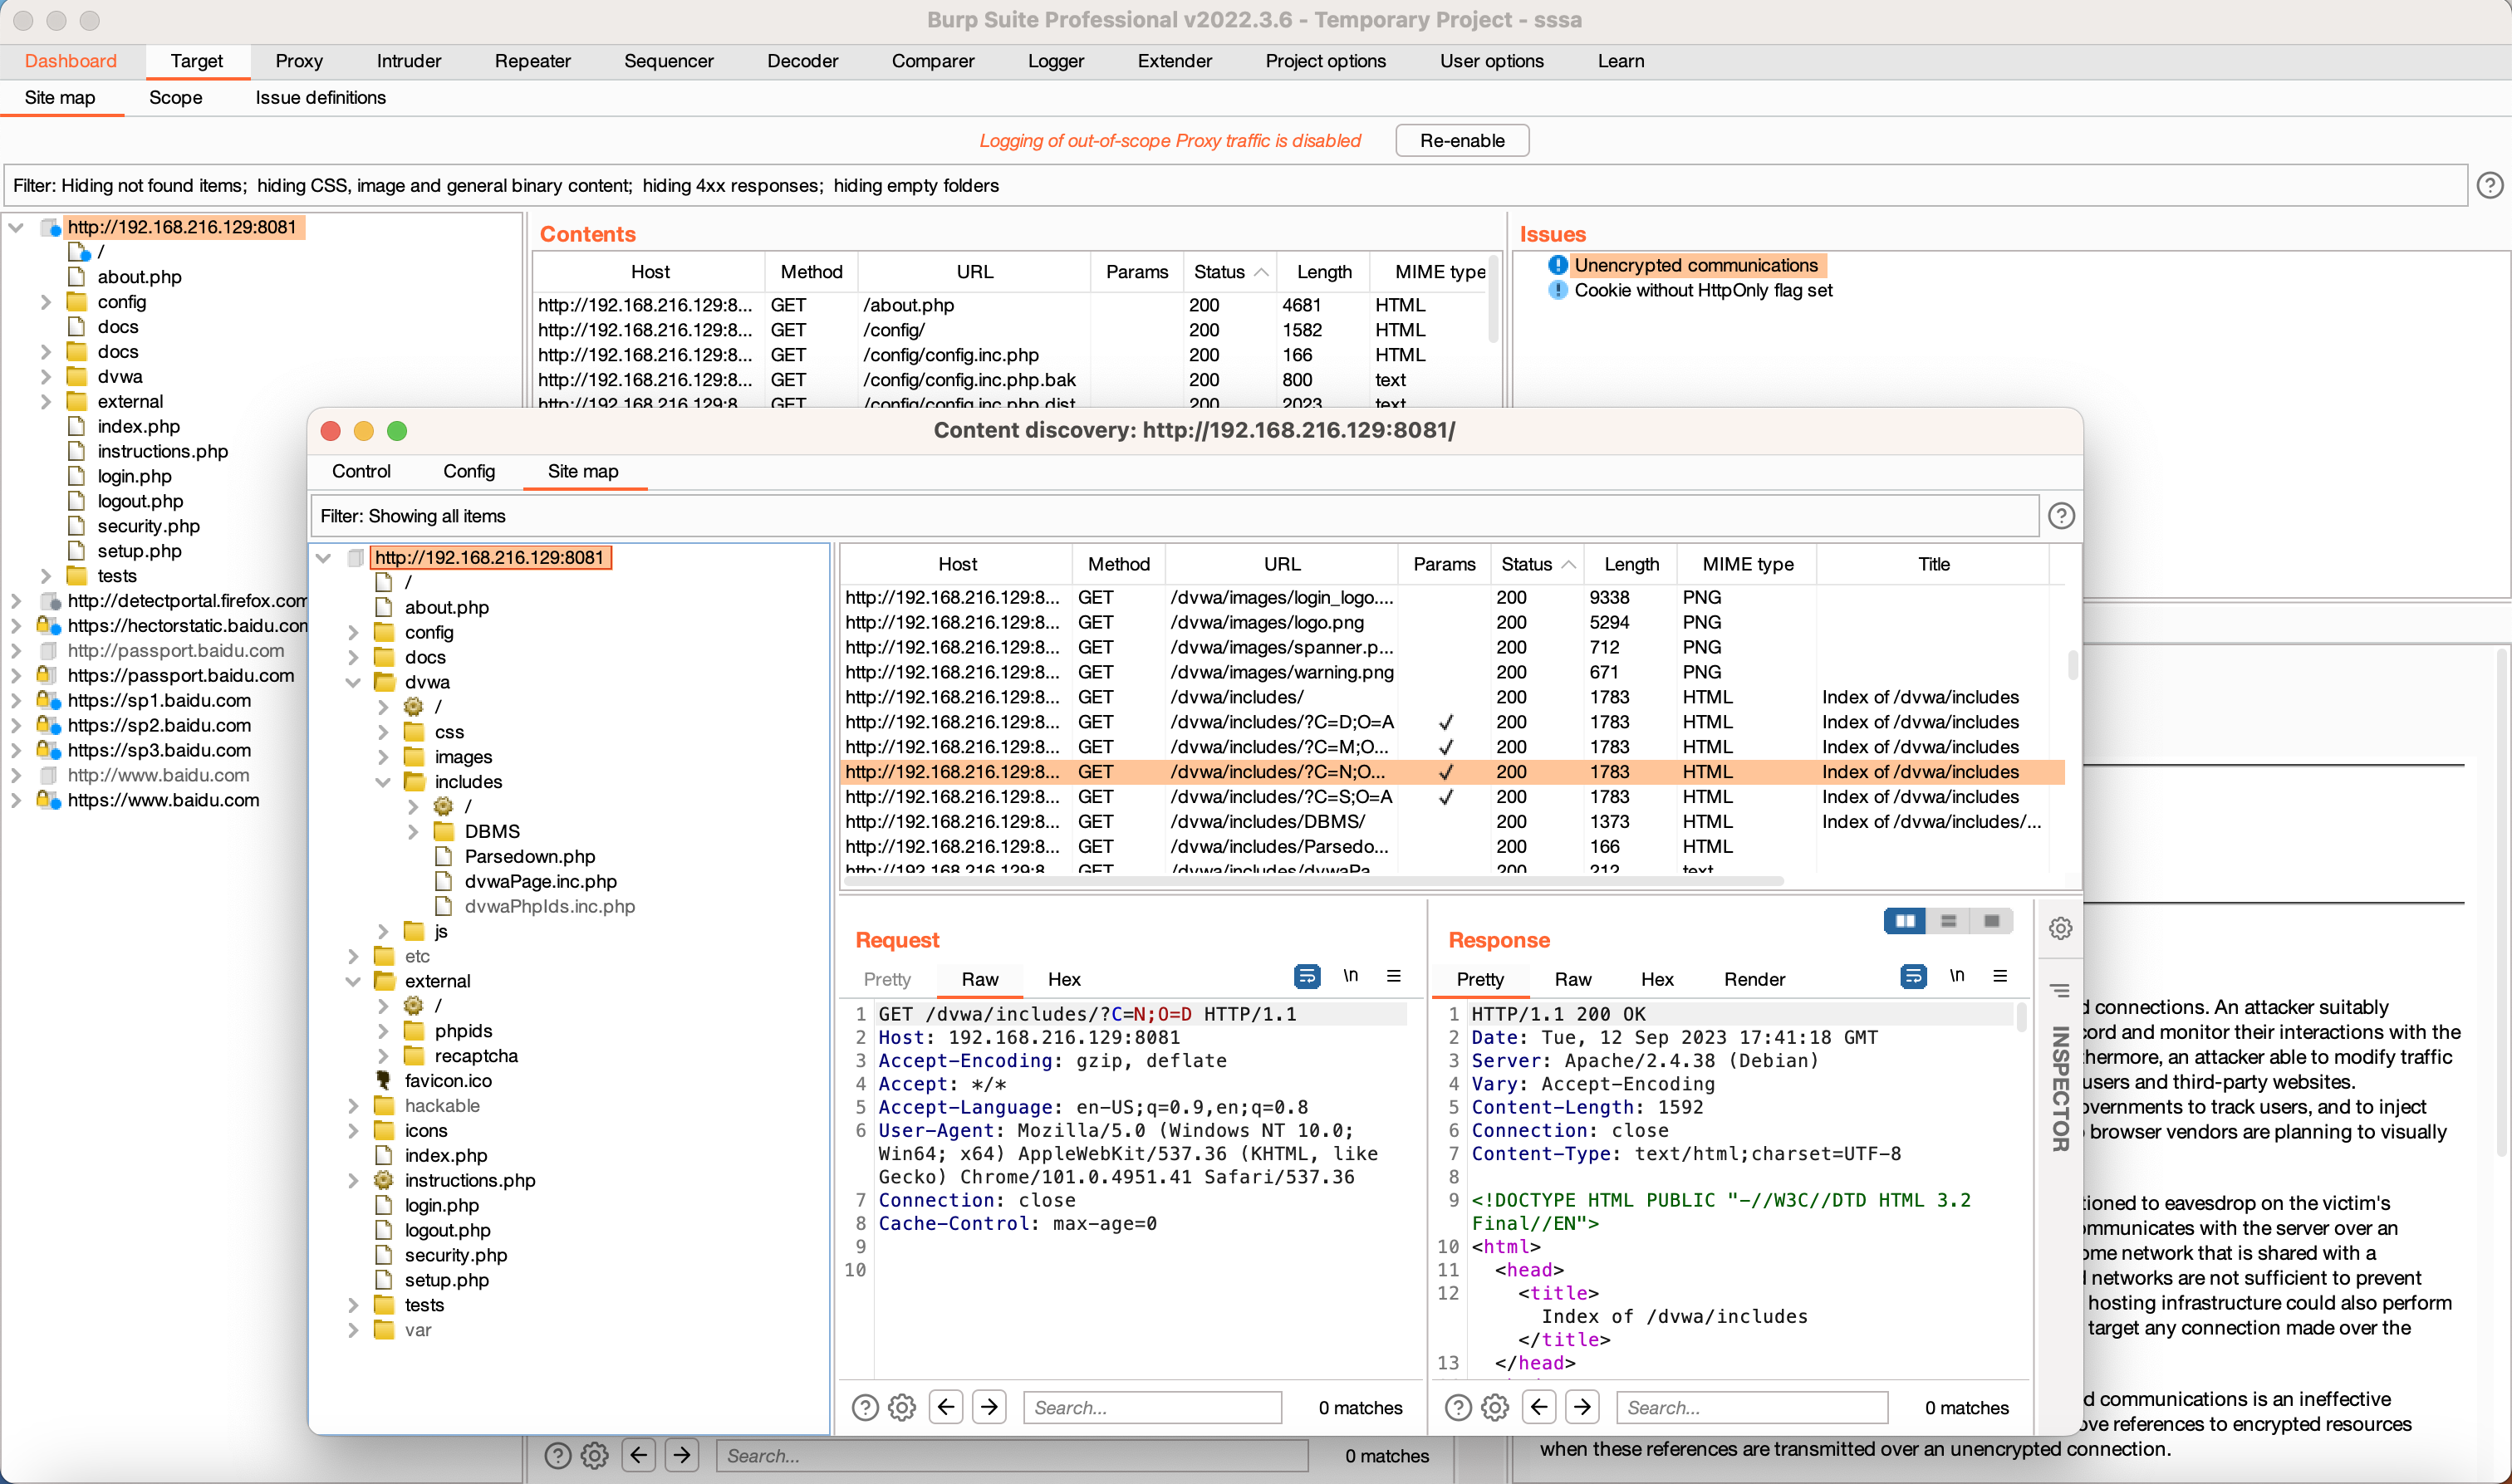 Burp Suite Professional v2022.3.6 - Temporary Project - sssa
Dashboard Target Proxy Intruder Repeater Sequencer Decoder Comparer Logger Extender Project options User options Learn
Site map Scope Issue definitions
Logging of out-of-scope Proxy traffic is disabled Re-enable
Filter: Hiding not found items; hiding CSS, image and general binary content; hiding 4xx responses; hiding empty folders
http://192.168.216.129:8081
/
about.php
config
docs
docs
dvwa
external
index.php
instructions.php
login.php
logout.php
security.php
setup.php
tests
http://detectportal.firefox.com
https://hectorstatic.baidu.com
http://passport.baidu.com
https://passport.baidu.com
https://sp1.baidu.com
https://sp2.baidu.com
https://sp3.baidu.com
http://www.baidu.com
https://www.baidu.com
Contents
Host Method URL Params Status Length MIME type
http://192.168.216.129:8... GET /about.php 200 4681 HTML
http://192.168.216.129:8... GET /config/ 200 1582 HTML
http://192.168.216.129:8... GET /config/config.inc.php 200 166 HTML
http://192.168.216.129:8... GET /config/config.inc.php.bak 200 800 text
http://192.168.216.129:8 GET /config/config.inc.php.dist 200 2023 text
Issues
Unencrypted communications
Cookie without HttpOnly flag set
Content discovery: http://192.168.216.129:8081/
Control Config Site map
Filter: Showing all items
http://192.168.216.129:8081
/
about.php
config
docs
dvwa
/
css
images
includes
/
DBMS
Parsedown.php
dvwaPage.inc.php
dvwaPhpIds.inc.php
js
etc
external
/
phpids
recaptcha
favicon.ico
hackable
icons
index.php
instructions.php
login.php
logout.php
security.php
setup.php
tests
var
Host Method URL Params Status Length MIME type Title
http://192.168.216.129:8... GET /dvwa/images/login_logo.... 200 9338 PNG
http://192.168.216.129:8... GET /dvwa/images/logo.png 200 5294 PNG
http://192.168.216.129:8... GET /dvwa/images/spanner.p... 200 712 PNG
http://192.168.216.129:8... GET /dvwa/images/warning.png 200 671 PNG
http://192.168.216.129:8... GET /dvwa/includes/ 200 1783 HTML Index of /dvwa/includes
http://192.168.216.129:8... GET /dvwa/includes/?C=D;O=A ✓ 200 1783 HTML Index of /dvwa/includes
http://192.168.216.129:8... GET /dvwa/includes/?C=M;O... ✓ 200 1783 HTML Index of /dvwa/includes
http://192.168.216.129:8... GET /dvwa/includes/?C=N;O... ✓ 200 1783 HTML Index of /dvwa/includes
http://192.168.216.129:8... GET /dvwa/includes/?C=S;O=A ✓ 200 1783 HTML Index of /dvwa/includes
http://192.168.216.129:8... GET /dvwa/includes/DBMS/ 200 1373 HTML Index of /dvwa/includes/...
http://192.168.216.129:8... GET /dvwa/includes/Parsedo... 200 166 HTML
http://192.168.216.129:8 GET /dvwa/includes/dvwaPa 200 212 text
Request
Pretty Raw Hex \n
1 GET /dvwa/includes/?C=N;O=D HTTP/1.1
2 Host: 192.168.216.129:8081
3 Accept-Encoding: gzip, deflate
4 Accept: */*
5 Accept-Language: en-US;q=0.9,en;q=0.8
6 User-Agent: Mozilla/5.0 (Windows NT 10.0;
Win64; x64) AppleWebKit/537.36 (KHTML, like
Gecko) Chrome/101.0.4951.41 Safari/537.36
7 Connection: close
8 Cache-Control: max-age=0
9
10
Search... 0 matches
Response
Pretty Raw Hex Render \n
1 HTTP/1.1 200 OK
2 Date: Tue, 12 Sep 2023 17:41:18 GMT
3 Server: Apache/2.4.38 (Debian)
4 Vary: Accept-Encoding
5 Content-Length: 1592
6 Connection: close
7 Content-Type: text/html;charset=UTF-8
8
9 <!DOCTYPE HTML PUBLIC "-//W3C//DTD HTML 3.2
Final//EN">
10 <html>
11 <head>
12 <title>
Index of /dvwa/includes
</title>
13 </head>
Search... 0 matches
INSPECTOR
d connections. An attacker suitably
cord and monitor their interactions with the
hermore, an attacker able to modify traffic
users and third-party websites.
overnments to track users, and to inject
browser vendors are planning to visually
tioned to eavesdrop on the victim's
ommunicates with the server over an
ome network that is shared with a
networks are not sufficient to prevent
hosting infrastructure could also perform
target any connection made over the
d communications is an ineffective
ove references to encrypted resources
when these references are transmitted over an unencrypted connection.
Search... 0 matches